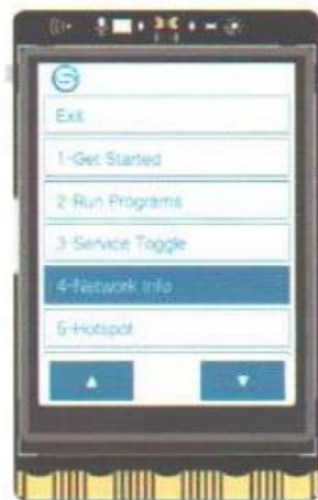 Exit
1-Get Started
2-Run Programs
3-Service Toggle
4-Network Info
5-Hotspot